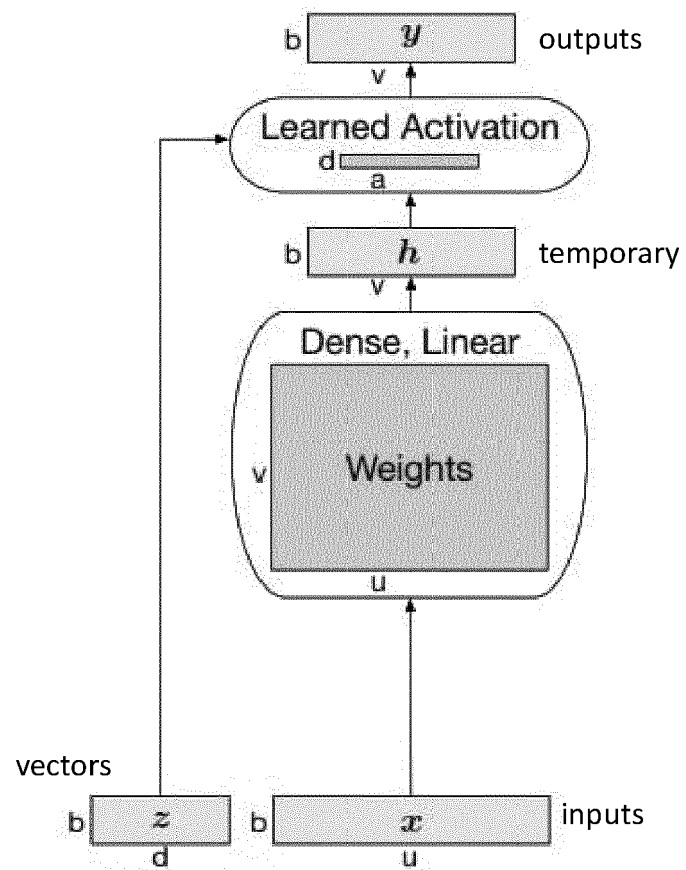 b y outputs
v
Learned Activation
d
a
b h temporary
v
Dense, Linear
Weights
v
u
vectors
b z b x inputs
d u